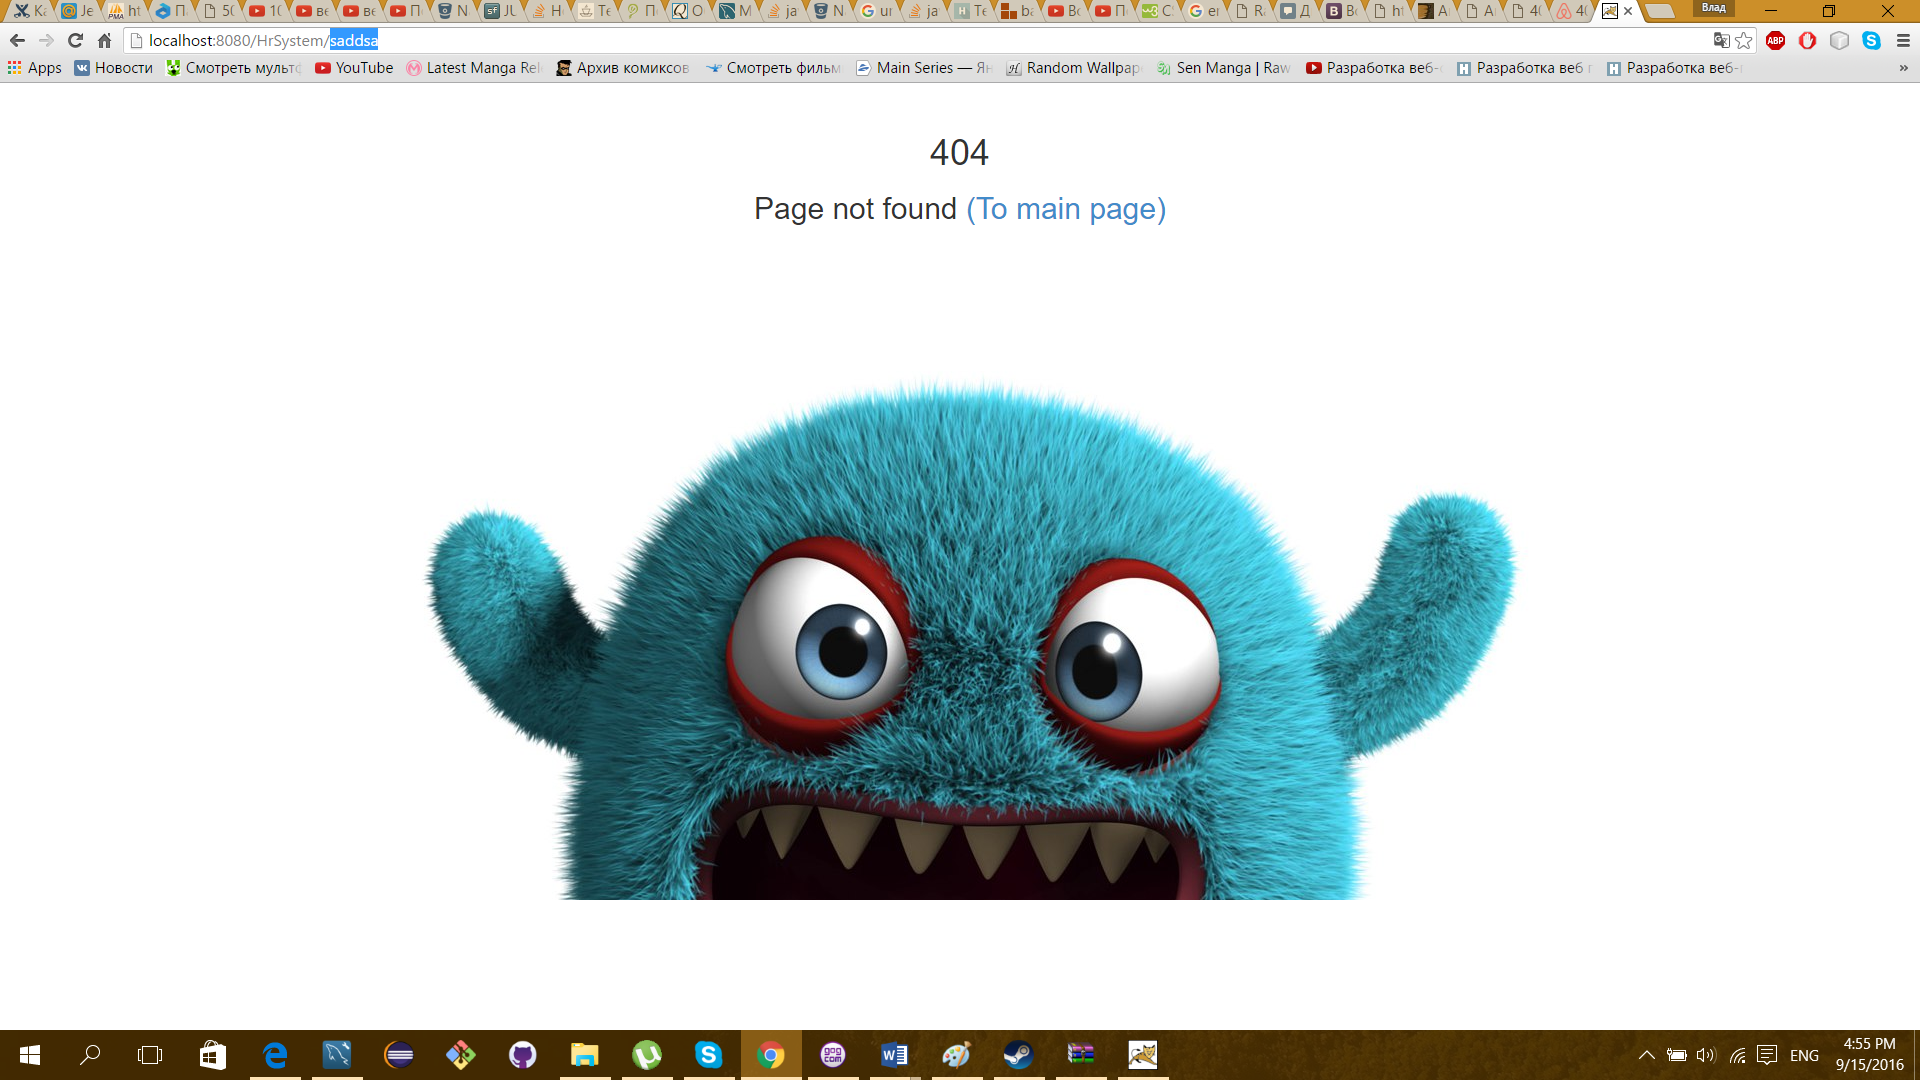 Влад
localhost:8080/HrSystem/saddsa
Apps Новости Смотреть мульт YouTube Latest Manga Rel Архив комиксов Смотреть фильм Main Series — Ян Random Wallpap Sen Manga | Raw Разработка веб- Разработка веб Разработка веб-
404
Page not found (To main page)
ENG
4:55 PM
9/15/2016